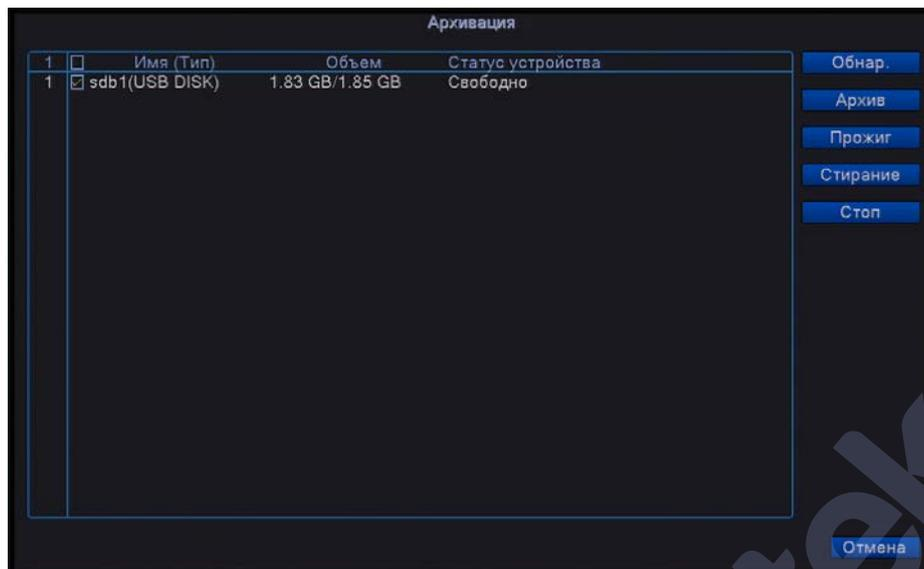 Архивация
1 Имя (Тип) Объем Статус устройства
1 sdb1(USB DISK) 1.83 GB/1.85 GB Свободно
Обнар.
Архив
Прожиг
Стирание
Стоп
Отмена